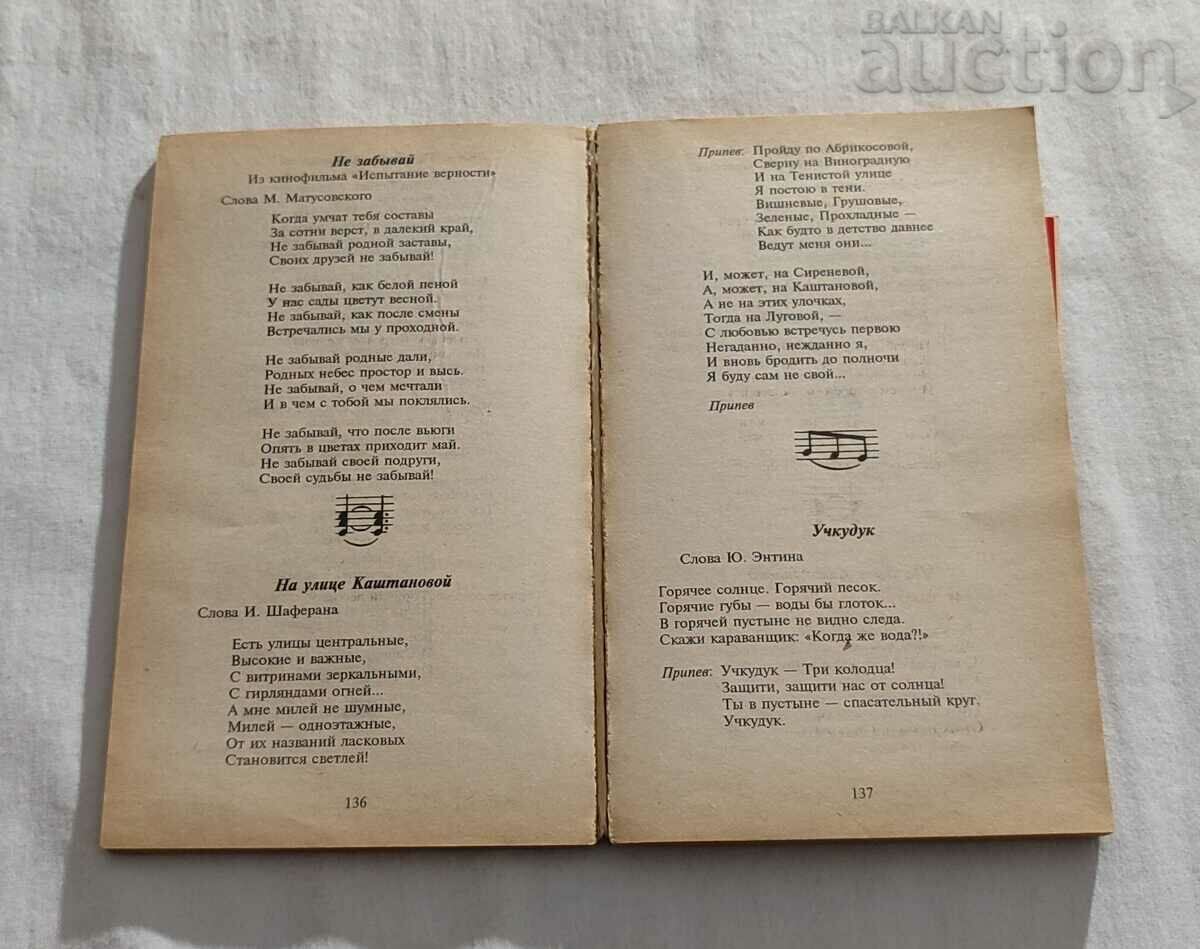 BALKAN
auction
Не забывай
Из кинофильма «Испытание верности»
Слова М. Матусовского
Когда умчат тебя составы
За сотни верст, в далекий край,
Не забывай родной заставы,
Своих друзей не забывай!
Не забывай, как белой пеной
У нас сады цветут весной.
Не забывай, как после смены
Встречались мы у проходной.
Не забывай родные дали,
Родных небес простор и высь.
Не забывай, о чем мечтали
И в чем с тобой мы поклялись.
Не забывай, что после вьюги
Опять в цветах приходит май.
Не забывай своей подруги,
Своей судьбы не забывай!
На улице Каштановой
Слова И. Шаферана
Есть улицы центральные,
Высокие и важные,
С витринами зеркальными,
С гирляндами огней...
А мне милей не шумные,
Милей — одноэтажные,
От их названий ласковых
Становится светлей!
136
Припев: Пройду по Абрикосовой,
Сверну на Виноградную
И на Тенистой улице
Я постою в тени.
Вишневые, Грушовые,
Зеленые, Прохладные —
Как будто в детство давнее
Ведут меня они...
И, может, на Сиреневой,
А, может, на Каштановой,
А не на этих улочках,
Тогда на Луговой, —
С любовью встречусь первою
Негаданно, нежданно я,
И вновь бродить до полночи
Я буду сам не свой...
Припев
Учкудук
Слова Ю. Энтина
Горячее солнце. Горячий песок.
Горячие губы — воды бы глоток...
В горячей пустыне не видно следа.
Скажи караванщик: «Когда же вода?!»
Припев: Учкудук — Три колодца!
Защити, защити нас от солнца!
Ты в пустыне — спасательный круг.
Учкудук.
137